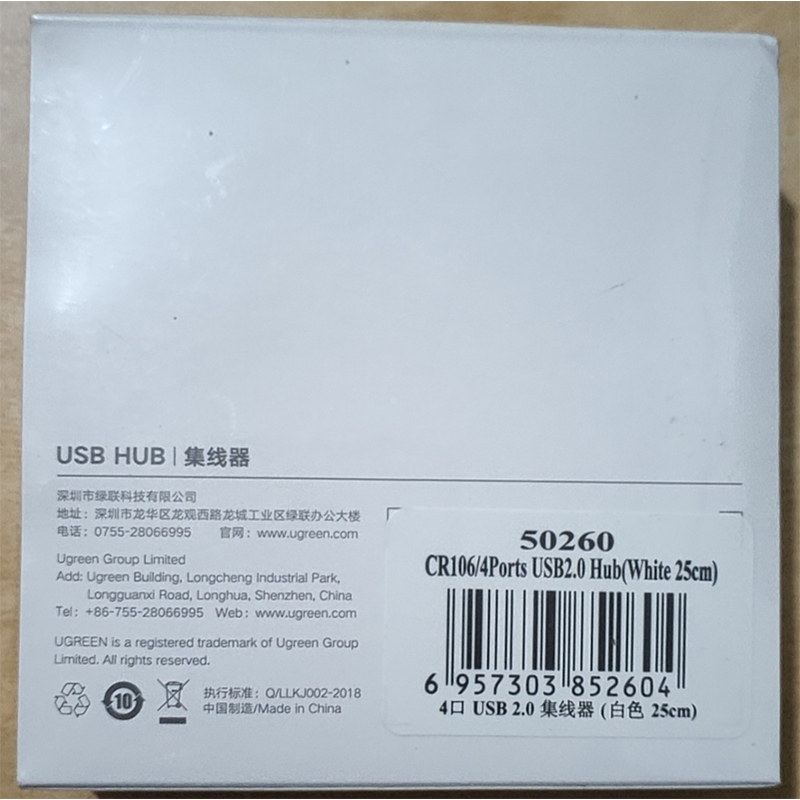 USB HUB | 集线器
深圳市绿联科技有限公司
地址：深圳市龙华区龙观西路龙城工业区绿联办公大楼
电话：0755-28066995 官网：www.ugreen.com
Ugreen Group Limited
Add: Ugreen Building, Longcheng Industrial Park,
Longguanxi Road, Longhua, Shenzhen, China
Tel: +86-755-28066995 Web: www.ugreen.com
UGREEN is a registered trademark of Ugreen Group
Limited. All rights reserved.
10
执行标准：Q/LLKJ002-2018
中国制造/Made in China
50260
CR106/4Ports USB2.0 Hub(White 25cm)
6 957303 852604
4口 USB 2.0 集线器 (白色 25cm)